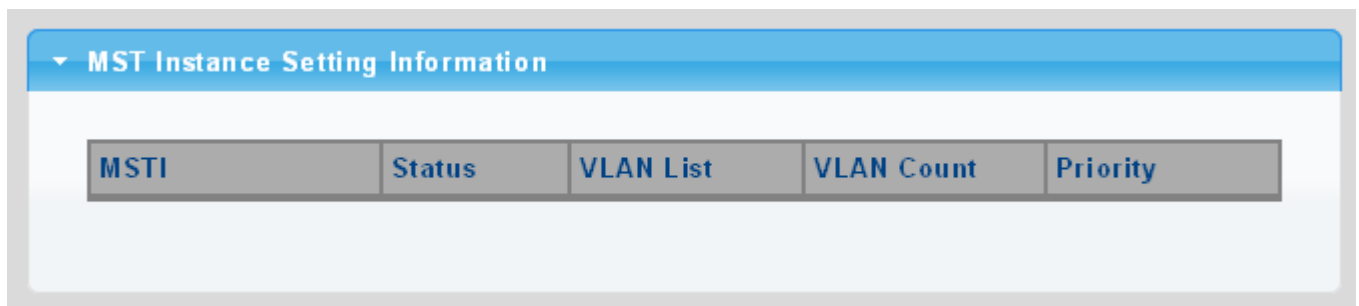 MST Instance Setting Information
MSTI Status VLAN List VLAN Count Priority